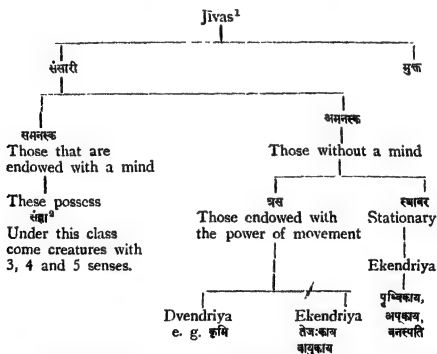 Jīvas¹
संसारी
मुक्त
समनस्क
Those that are
endowed with a mind
These possess
संज्ञा²
Under this class
come creatures with
3, 4 and 5 senses.
अमनस्क
Those without a mind
त्रस
Those endowed with
the power of movement
स्थावर
Stationary
Ekendriya
पृथ्विकाय,
अप्काय,
वनस्पति
Dvendriya
e. g. कृमि
Ekendriya
तेजःकाय
वायुकाय